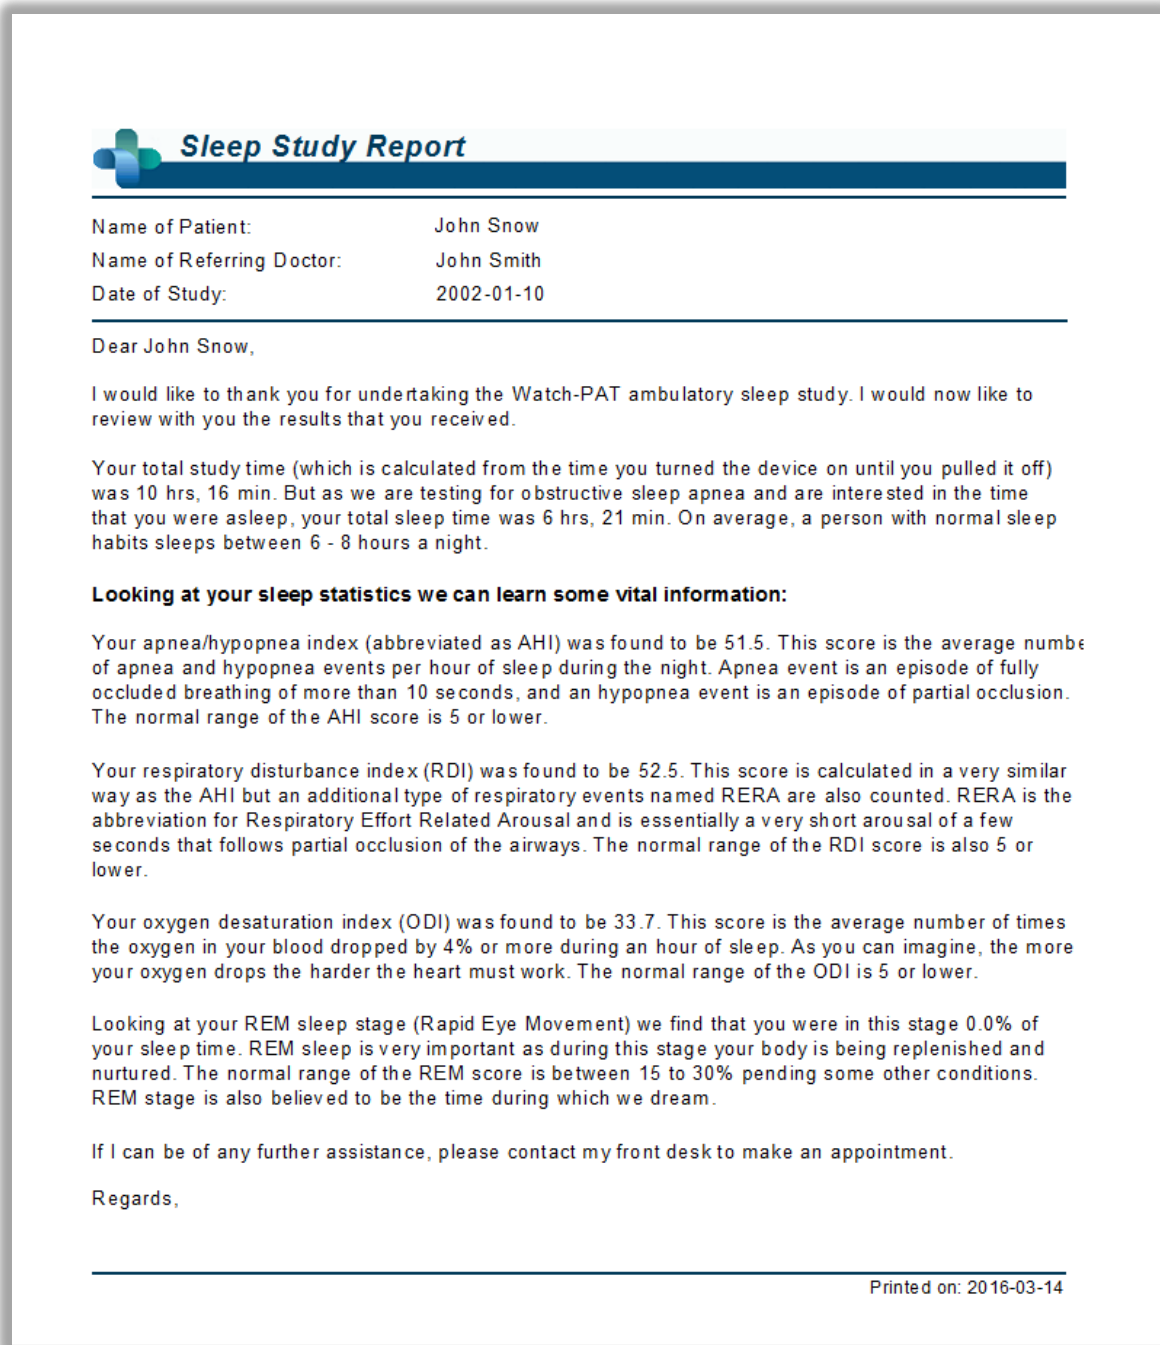 Sleep Study Report
Name of Patient: John Snow
Name of Referring Doctor: John Smith
Date of Study: 2002-01-10
Dear John Snow,
I would like to thank you for undertaking the Watch-PAT ambulatory sleep study. I would now like to
review with you the results that you received.
Your total study time (which is calculated from the time you turned the device on until you pulled it off)
was 10 hrs, 16 min. But as we are testing for obstructive sleep apnea and are interested in the time
that you were asleep, your total sleep time was 6 hrs, 21 min. On average, a person with normal sleep
habits sleeps between 6 - 8 hours a night.
Looking at your sleep statistics we can learn some vital information:
Your apnea/hypopnea index (abbreviated as AHI) was found to be 51.5. This score is the average numbe
of apnea and hypopnea events per hour of sleep during the night. Apnea event is an episode of fully
occluded breathing of more than 10 seconds, and an hypopnea event is an episode of partial occlusion.
The normal range of the AHI score is 5 or lower.
Your respiratory disturbance index (RDI) was found to be 52.5. This score is calculated in a very similar
way as the AHI but an additional type of respiratory events named RERA are also counted. RERA is the
abbreviation for Respiratory Effort Related Arousal and is essentially a very short arousal of a few
seconds that follows partial occlusion of the airways. The normal range of the RDI score is also 5 or
lower.
Your oxygen desaturation index (ODI) was found to be 33.7. This score is the average number of times
the oxygen in your blood dropped by 4% or more during an hour of sleep. As you can imagine, the more
your oxygen drops the harder the heart must work. The normal range of the ODI is 5 or lower.
Looking at your REM sleep stage (Rapid Eye Movement) we find that you were in this stage 0.0% of
your sleep time. REM sleep is very important as during this stage your body is being replenished and
nurtured. The normal range of the REM score is between 15 to 30% pending some other conditions.
REM stage is also believed to be the time during which we dream.
If I can be of any further assistance, please contact my front desk to make an appointment.
Regards,
Printed on: 2016-03-14